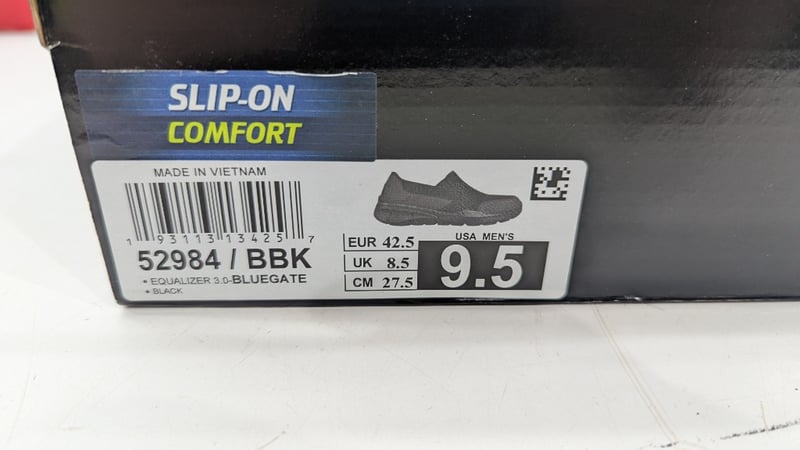 SLIP-ON
COMFORT
MADE IN VIETNAM
1 93113 13425 7
52984 / BBK
• EQUALIZER 3.0-BLUEGATE
• BLACK
EUR 42.5
UK 8.5
CM 27.5
USA MEN'S
9.5